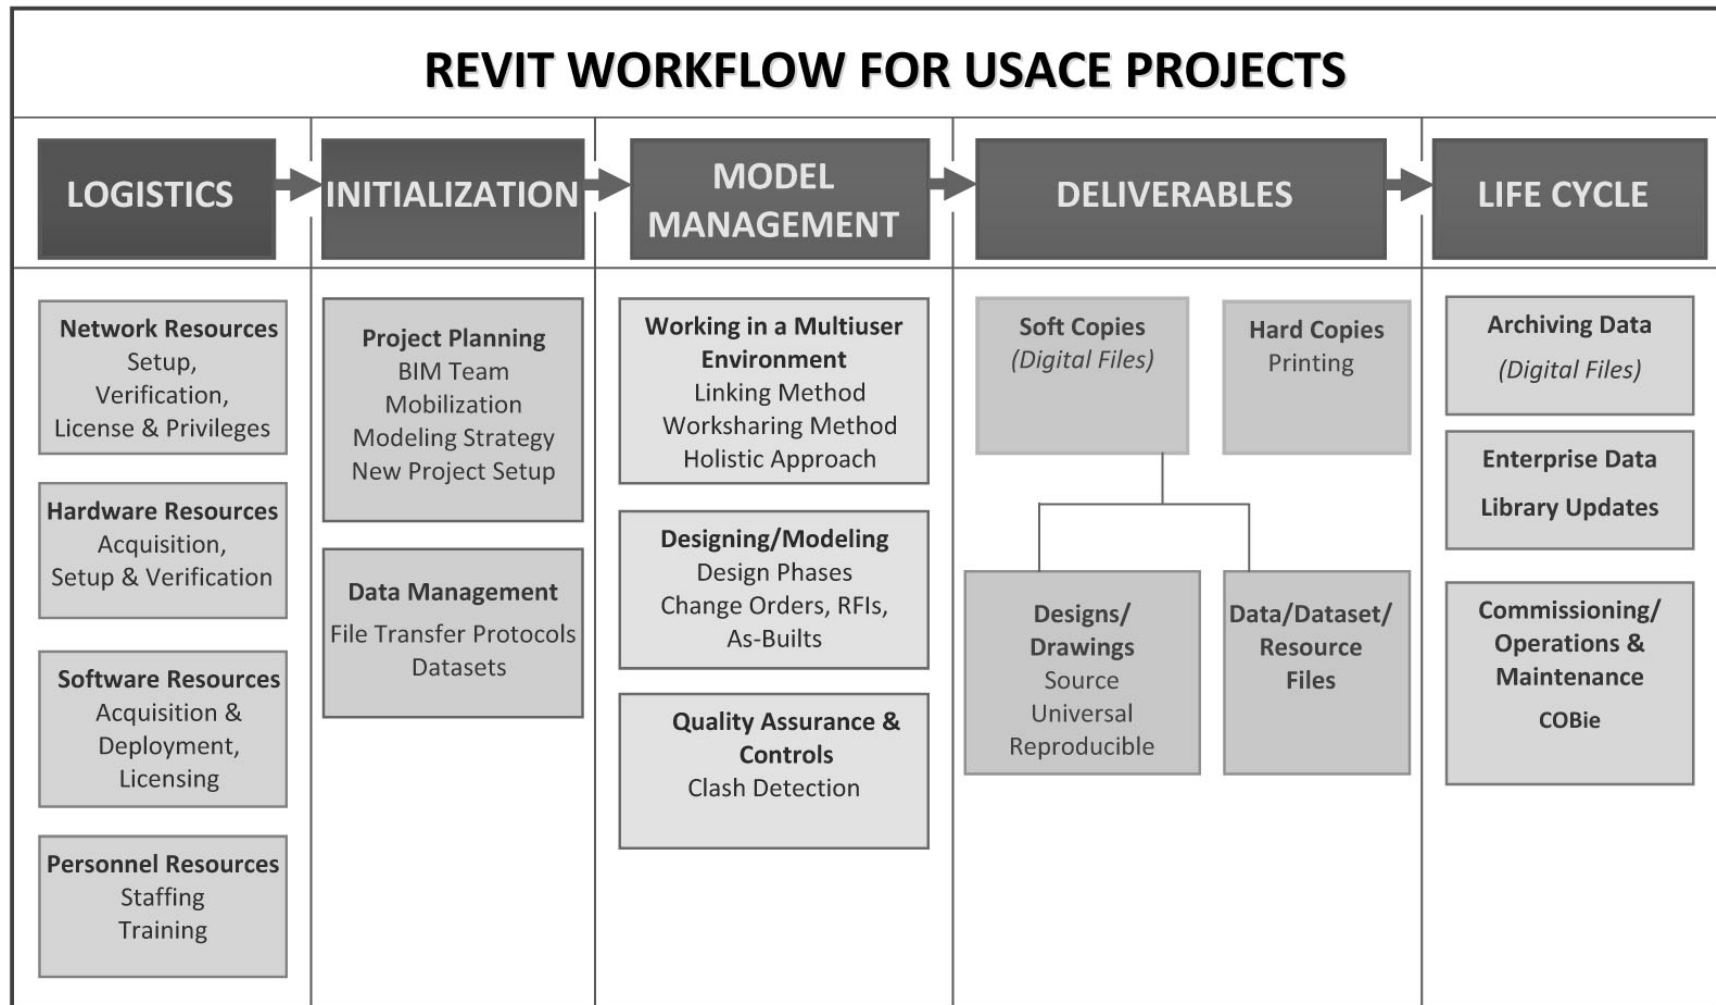 REVIT WORKFLOW FOR USACE PROJECTS
LOGISTICS
INITIALIZATION
MODEL
MANAGEMENT
DELIVERABLES
LIFE CYCLE
Network Resources
Setup,
Verification,
License & Privileges
Hardware Resources
Acquisition,
Setup & Verification
Software Resources
Acquisition &
Deployment,
Licensing
Personnel Resources
Staffing
Training
Project Planning
BIM Team
Mobilization
Modeling Strategy
New Project Setup
Data Management
File Transfer Protocols
Datasets
Working in a Multiuser
Environment
Linking Method
Worksharing Method
Holistic Approach
Designing/Modeling
Design Phases
Change Orders, RFIs,
As-Builts
Quality Assurance &
Controls
Clash Detection
Soft Copies
(Digital Files)
Hard Copies
Printing
Designs/
Drawings
Source
Universal
Reproducible
Data/Dataset/
Resource
Files
Archiving Data
(Digital Files)
Enterprise Data
Library Updates
Commissioning/
Operations &
Maintenance
COBie